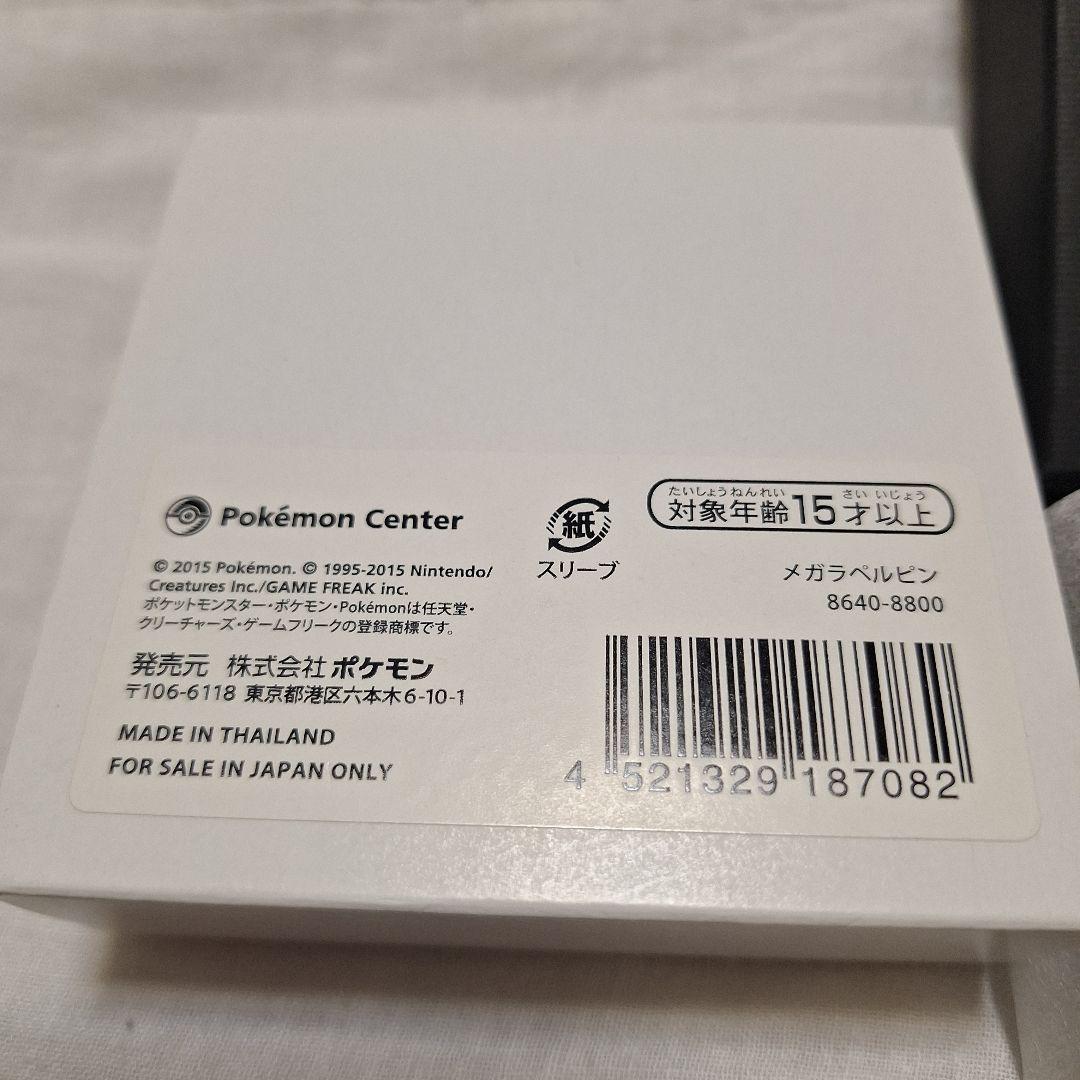 Pokémon Center
© 2015 Pokémon. © 1995-2015 Nintendo/
Creatures Inc./GAME FREAK inc.
ポケットモンスター・ポケモン・Pokémonは任天堂・
クリーチャーズ・ゲームフリークの登録商標です。
発売元 株式会社ポケモン
〒106-6118 東京都港区六本木6-10-1
MADE IN THAILAND
FOR SALE IN JAPAN ONLY
紙
スリーブ
たいしょうねんれい さい いじょう
対象年齢15才以上
メガラペルピン
8640-8800
4 521329 187082